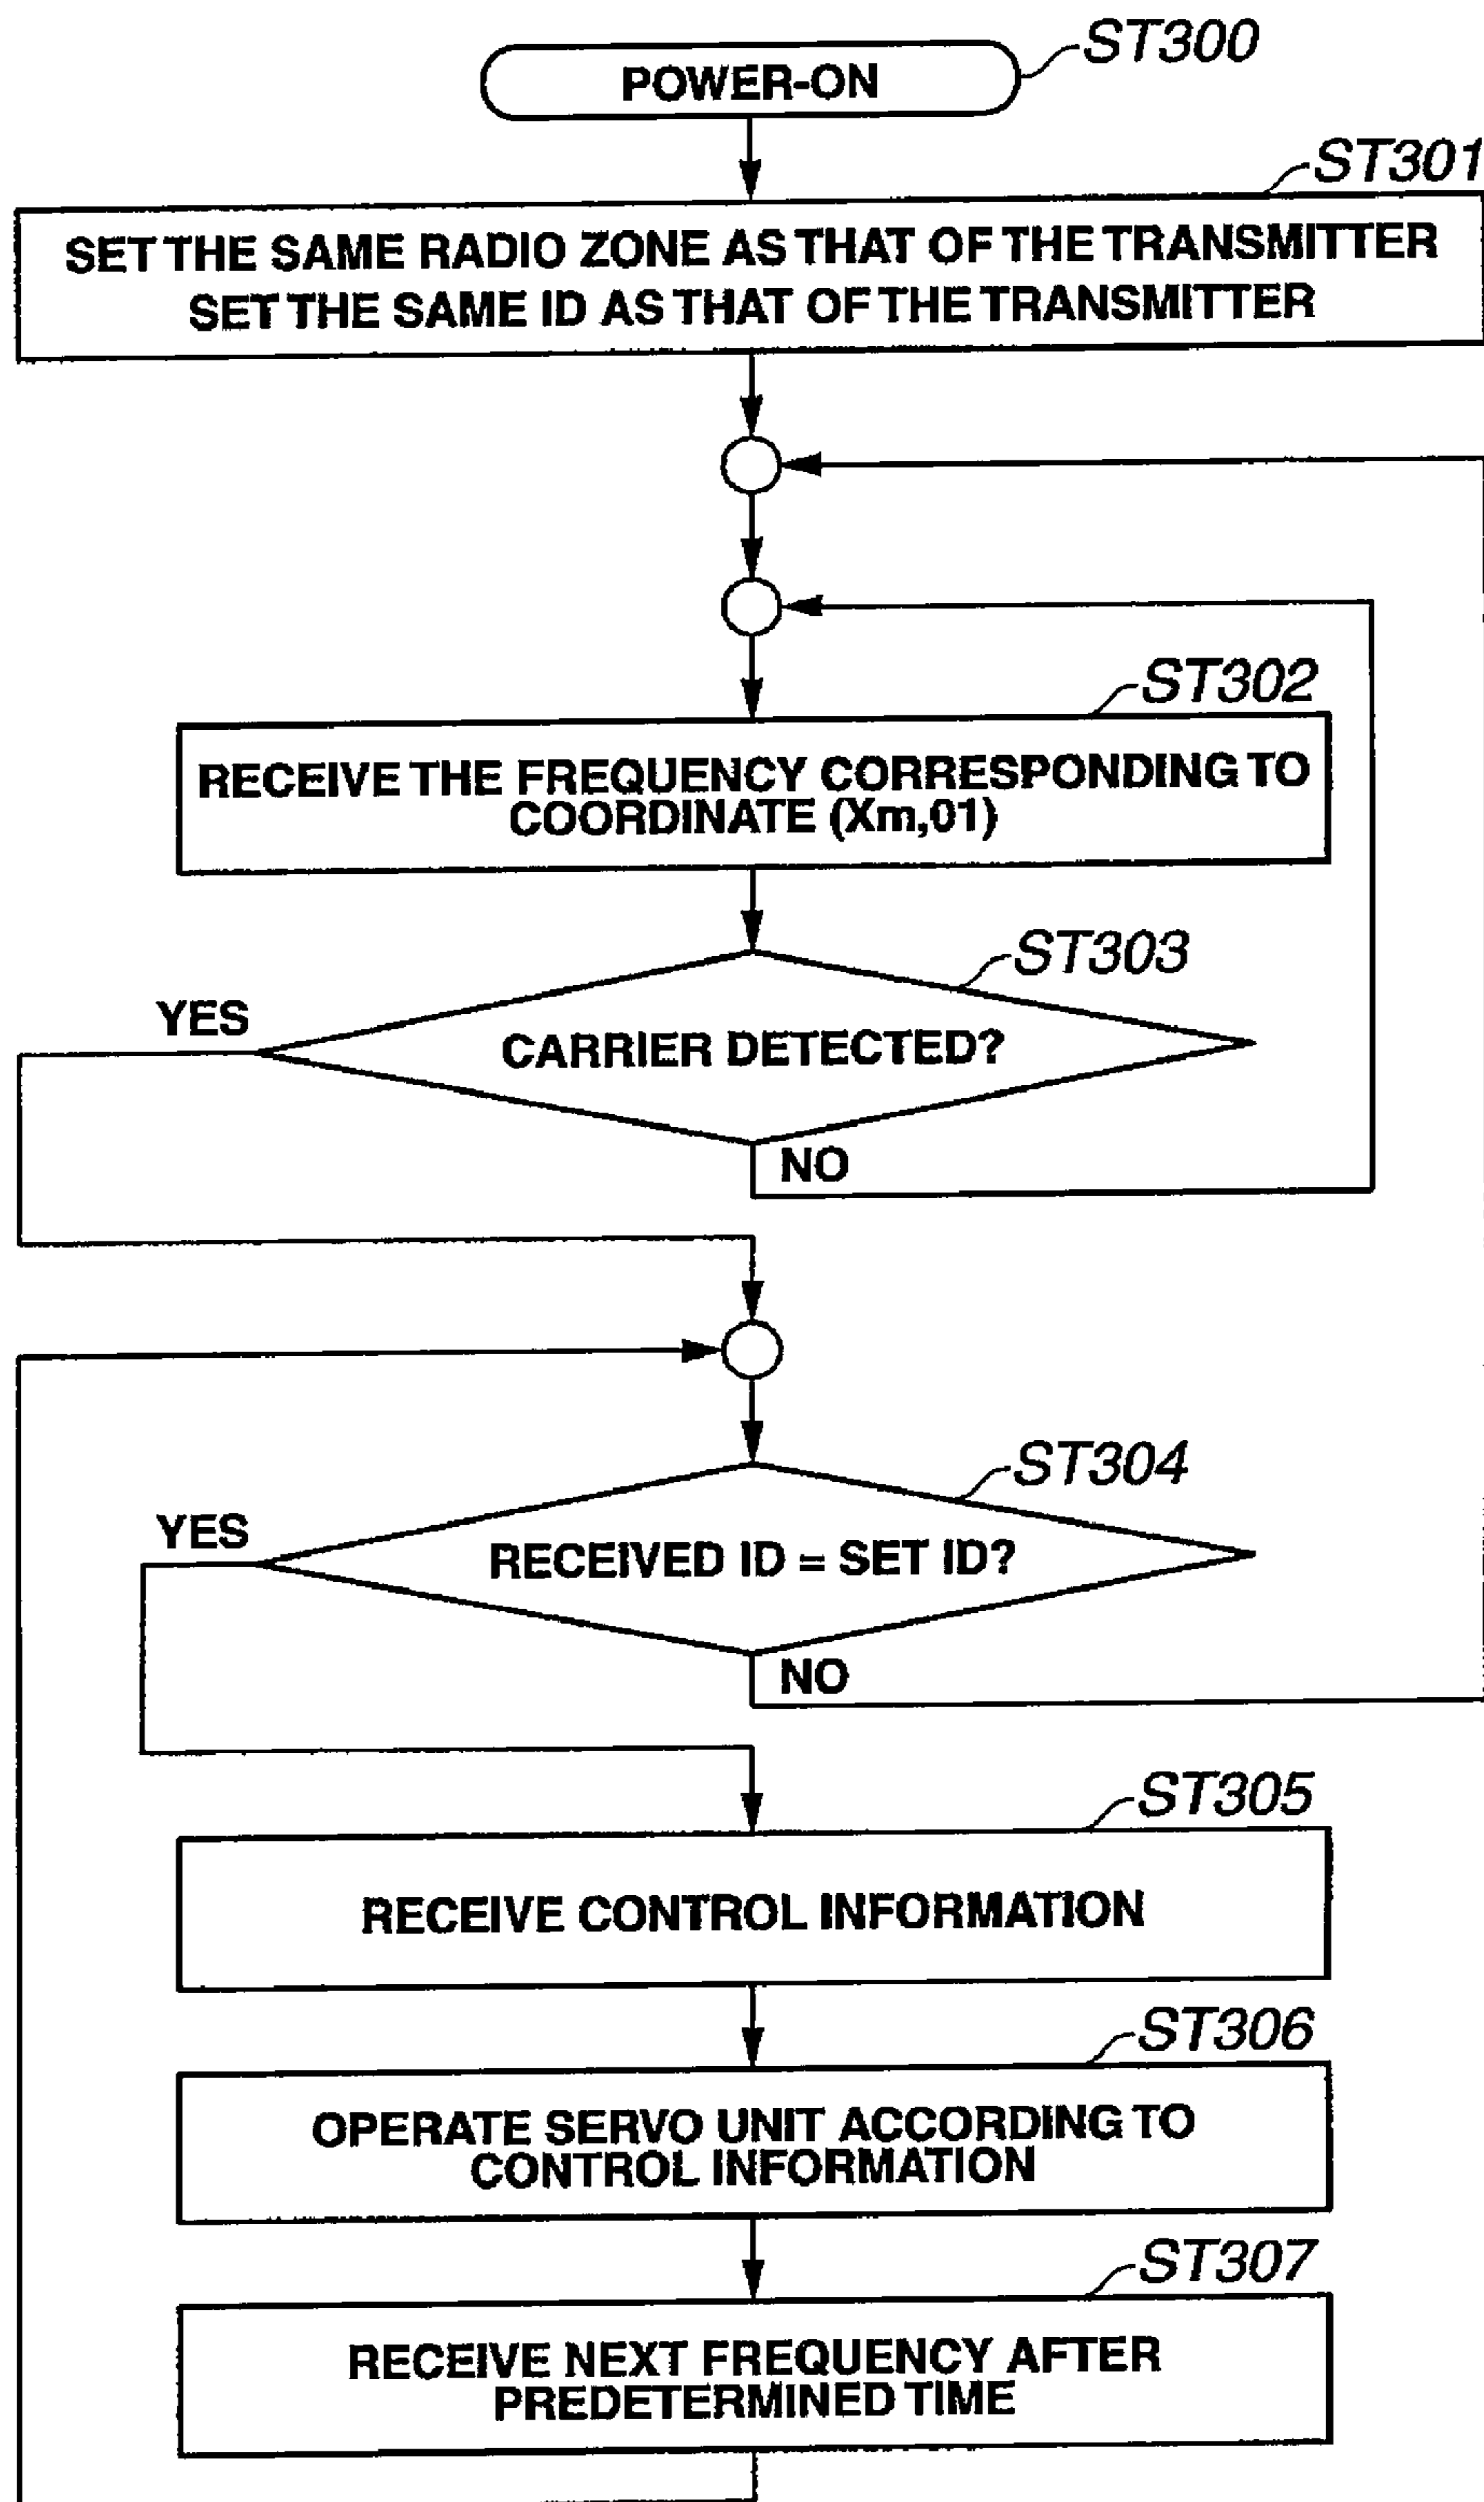 ST300
POWER-ON
ST301
SET THE SAME RADIO ZONE AS THAT OF THE TRANSMITTER
SET THE SAME ID AS THAT OF THE TRANSMITTER
ST302
RECEIVE THE FREQUENCY CORRESPONDING TO
COORDINATE (Xm,01)
ST303
YES
CARRIER DETECTED?
NO
ST304
YES
RECEIVED ID = SET ID?
NO
ST305
RECEIVE CONTROL INFORMATION
ST306
OPERATE SERVO UNIT ACCORDING TO
CONTROL INFORMATION
ST307
RECEIVE NEXT FREQUENCY AFTER
PREDETERMINED TIME